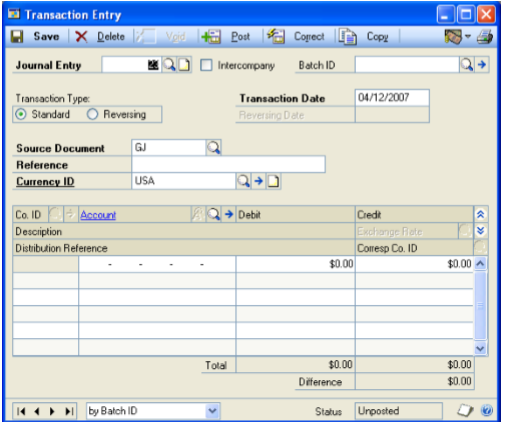 Transaction Entry
Save Delete Void Post Correct Copy
Journal Entry Intercompany Batch ID
Transaction Type: Transaction Date 04/12/2007
Standard Reversing Reversing Date
Source Document GJ
Reference
Currency ID USA
Co. ID Account Debit Credit
Description Exchange Rate
Distribution Reference Corresp Co. ID
- - - - $0.00 $0.00
Total $0.00 $0.00
Difference $0.00
by Batch ID Status Unposted